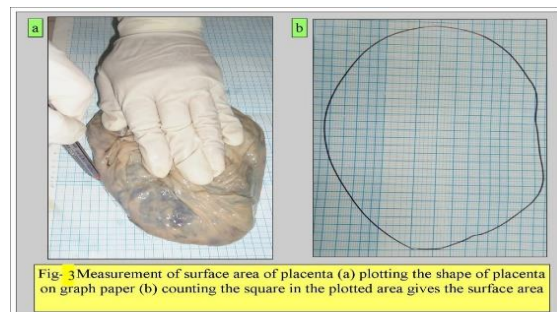 a
b
Fig-3 Measurement of surface area of placenta (a) plotting the shape of placenta
on graph paper (b) counting the square in the plotted area gives the surface area